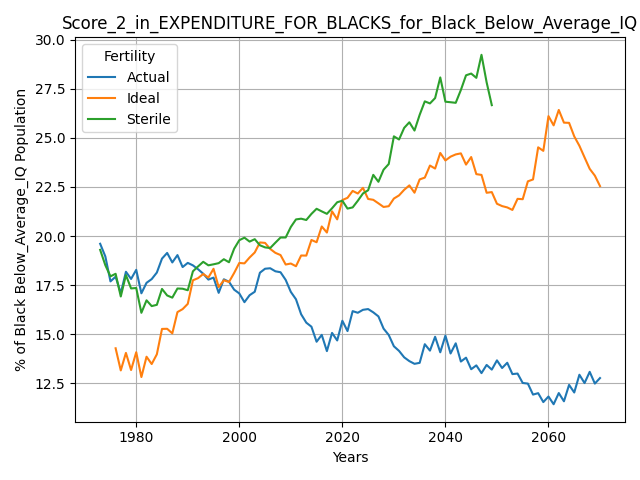 Score_2_in_EXPENDITURE_FOR_BLACKS_for_Black_Below_Average_IQ
Fertility
Actual
Ideal
Sterile
% of Black Below_Average_IQ Population
30.0
27.5
25.0
22.5
20.0
17.5
15.0
12.5
1980
2000
2020
2040
2060
Years